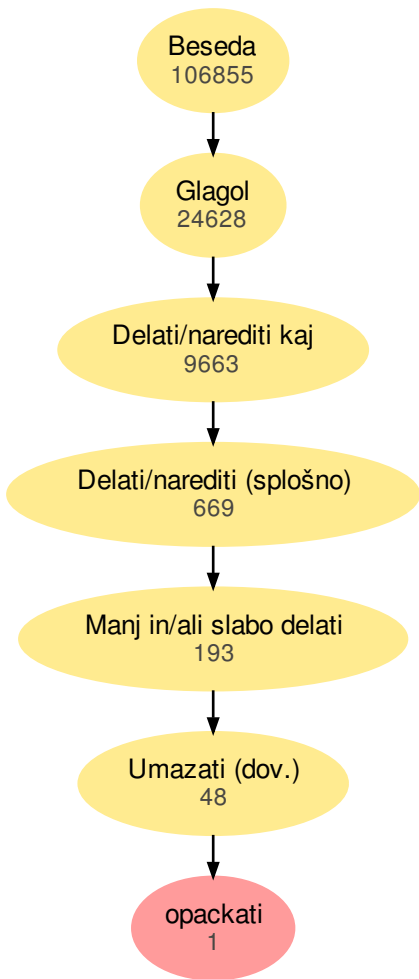 Beseda
106855
Glagol
24628
Delati/narediti kaj
9663
Delati/narediti (splošno)
669
Manj in/ali slabo delati
193
Umazati (dov.)
48
opackati
1